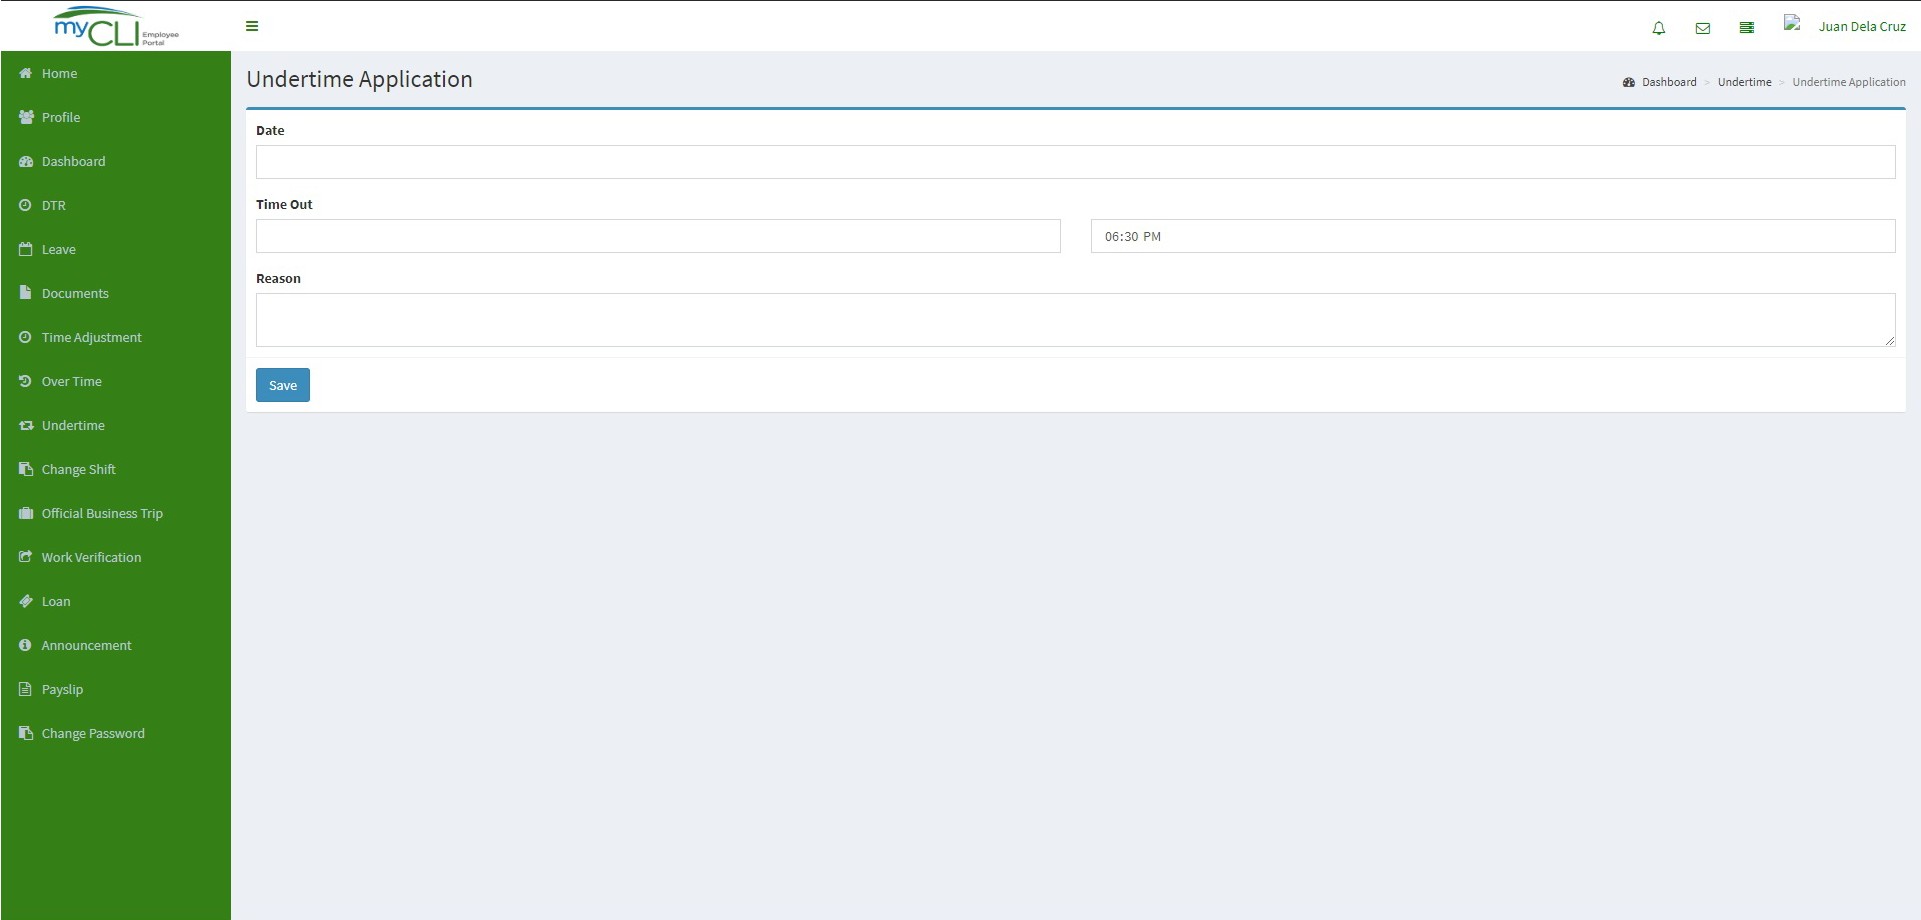 myCLI Employee
Portal
Juan Dela Cruz
Home
Profile
Dashboard
DTR
Leave
Documents
Time Adjustment
Over Time
Undertime
Change Shift
Official Business Trip
Work Verification
Loan
Announcement
Payslip
Change Password
Undertime Application
Dashboard > Undertime > Undertime Application
Date
Time Out
06:30 PM
Reason
Save